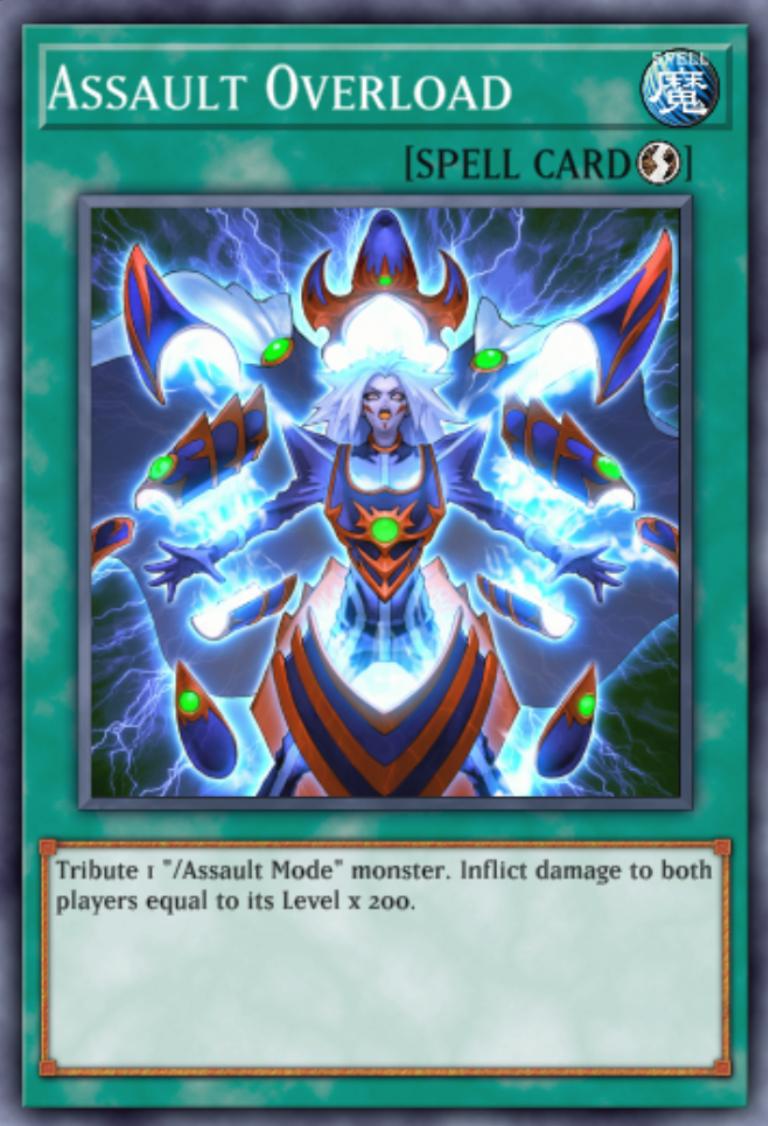 Assault Overload
SPELL
魔
[SPELL CARD]
Tribute 1 "/Assault Mode" monster. Inflict damage to both
players equal to its Level x 200.